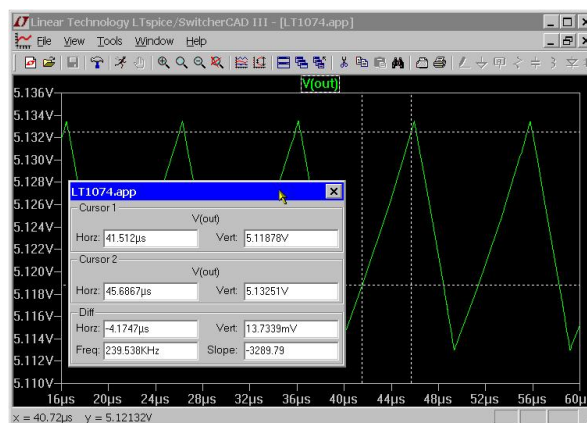 Linear Technology LTspice/SwitcherCAD III - [LT1074.app]
File View Tools Window Help
V(out)
5.136V
5.134V
5.132V
5.130V
5.128V
5.126V
5.124V
5.122V
5.120V
5.118V
5.116V
5.114V
5.112V
5.110V
LT1074.app
Cursor 1
V(out)
Horz: 41.512µs Vert: 5.11878V
Cursor 2
V(out)
Horz: 45.6867µs Vert: 5.13251V
Diff
Horz: -4.1747µs Vert: 13.7339mV
Freq: 239.538KHz Slope: -3289.79
16µs 20µs 24µs 28µs 32µs 36µs 40µs 44µs 48µs 52µs 56µs 60µ
x = 40.72µs y = 5.12132V